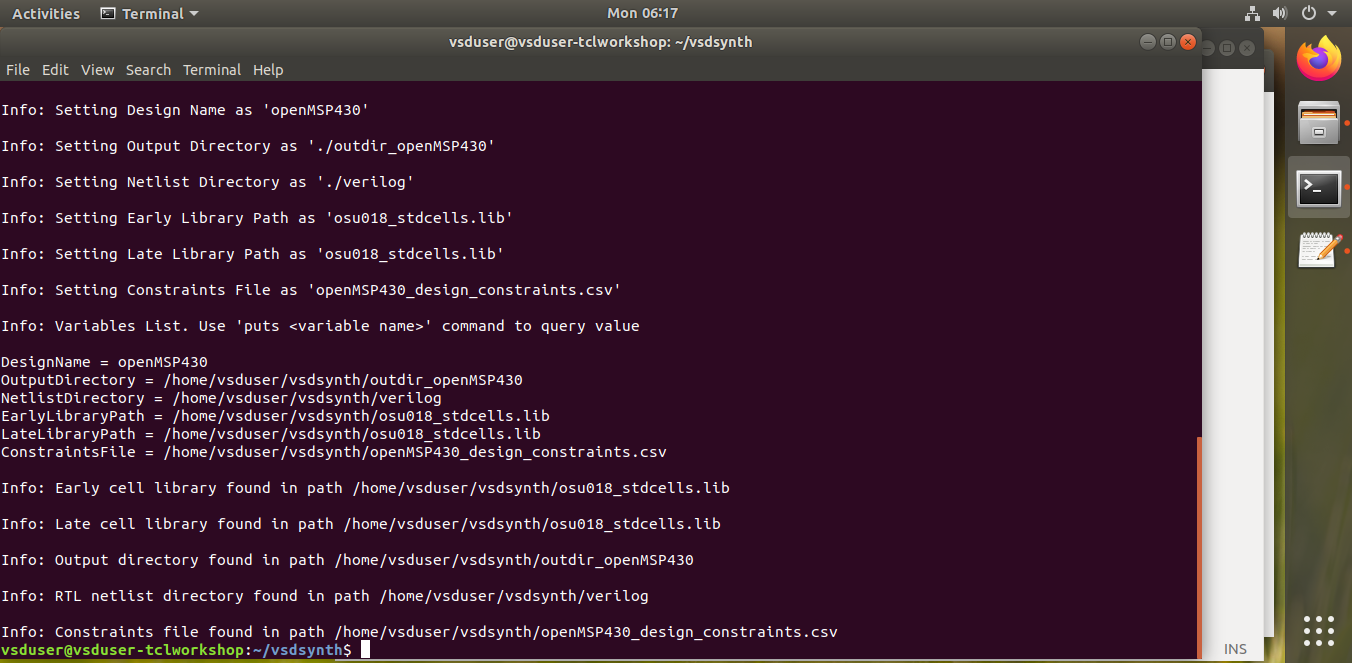 Activities Terminal Mon 06:17
vsduser@vsduser-tclworkshop: ~/vsdsynth
File Edit View Search Terminal Help
Info: Setting Design Name as 'openMSP430'
Info: Setting Output Directory as './outdir_openMSP430'
Info: Setting Netlist Directory as './verilog'
Info: Setting Early Library Path as 'osu018_stdcells.lib'
Info: Setting Late Library Path as 'osu018_stdcells.lib'
Info: Setting Constraints File as 'openMSP430_design_constraints.csv'
Info: Variables List. Use 'puts <variable name>' command to query value
DesignName = openMSP430
OutputDirectory = /home/vsduser/vsdsynth/outdir_openMSP430
NetlistDirectory = /home/vsduser/vsdsynth/verilog
EarlyLibraryPath = /home/vsduser/vsdsynth/osu018_stdcells.lib
LateLibraryPath = /home/vsduser/vsdsynth/osu018_stdcells.lib
ConstraintsFile = /home/vsduser/vsdsynth/openMSP430_design_constraints.csv
Info: Early cell library found in path /home/vsduser/vsdsynth/osu018_stdcells.lib
Info: Late cell library found in path /home/vsduser/vsdsynth/osu018_stdcells.lib
Info: Output directory found in path /home/vsduser/vsdsynth/outdir_openMSP430
Info: RTL netlist directory found in path /home/vsduser/vsdsynth/verilog
Info: Constraints file found in path /home/vsduser/vsdsynth/openMSP430_design_constraints.csv
vsduser@vsduser-tclworkshop:~/vsdsynth$
INS